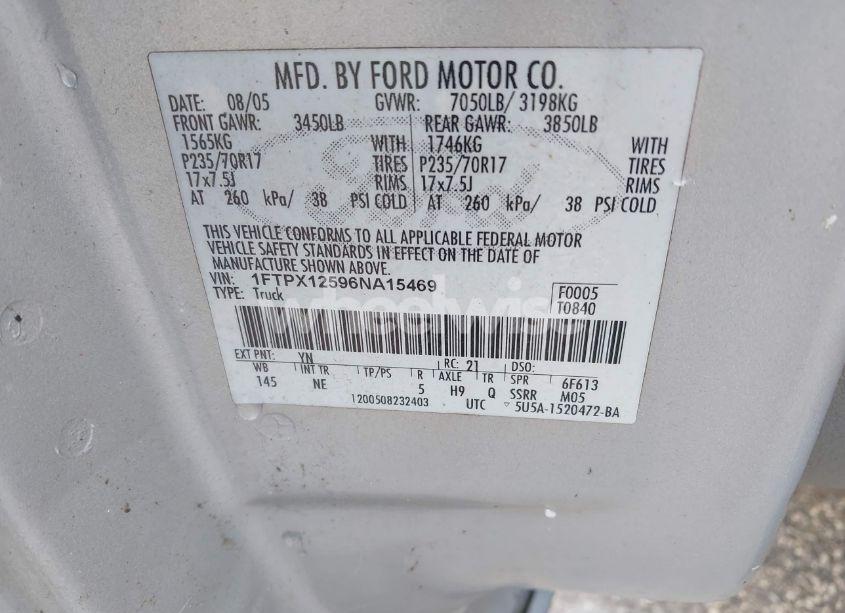 MFD. BY FORD MOTOR CO.
DATE: 08/05 GVWR: 7050LB/ 3198KG
FRONT GAWR: 3450LB REAR GAWR: 3850LB
1565KG WITH 1746KG WITH
P235/70R17 TIRES P235/70R17 TIRES
17x7.5J RIMS 17x7.5J RIMS
AT 260 kPa/ 38 PSI COLD AT 260 kPa/ 38 PSI COLD
THIS VEHICLE CONFORMS TO ALL APPLICABLE FEDERAL MOTOR
VEHICLE SAFETY STANDARDS IN EFFECT ON THE DATE OF
MANUFACTURE SHOWN ABOVE.
VIN: 1FTPX12596NA15469 F0005
TYPE: Truck T0840
wheelwise
EXT PNT: YN RC: 21 DSO:
WB INT TR TP/PS R AXLE TR SPR 6F613
145 NE 5 H9 Q SSRR M05
1200508232403 UTC 5U5A-1520472-BA